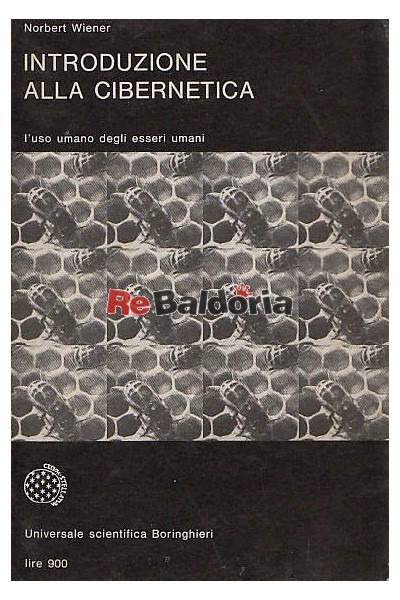 Norbert Wiener
INTRODUZIONE
ALLA CIBERNETICA
l'uso umano degli esseri umani
ReBaldoria
Universale scientifica Boringhieri
lire 900